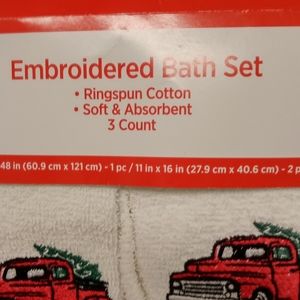 Embroidered Bath Set
• Ringspun Cotton
• Soft & Absorbent
3 Count
48 in (60.9 cm x 121 cm) - 1 pc / 11 in x 16 in (27.9 cm x 40.6 cm) - 2 p